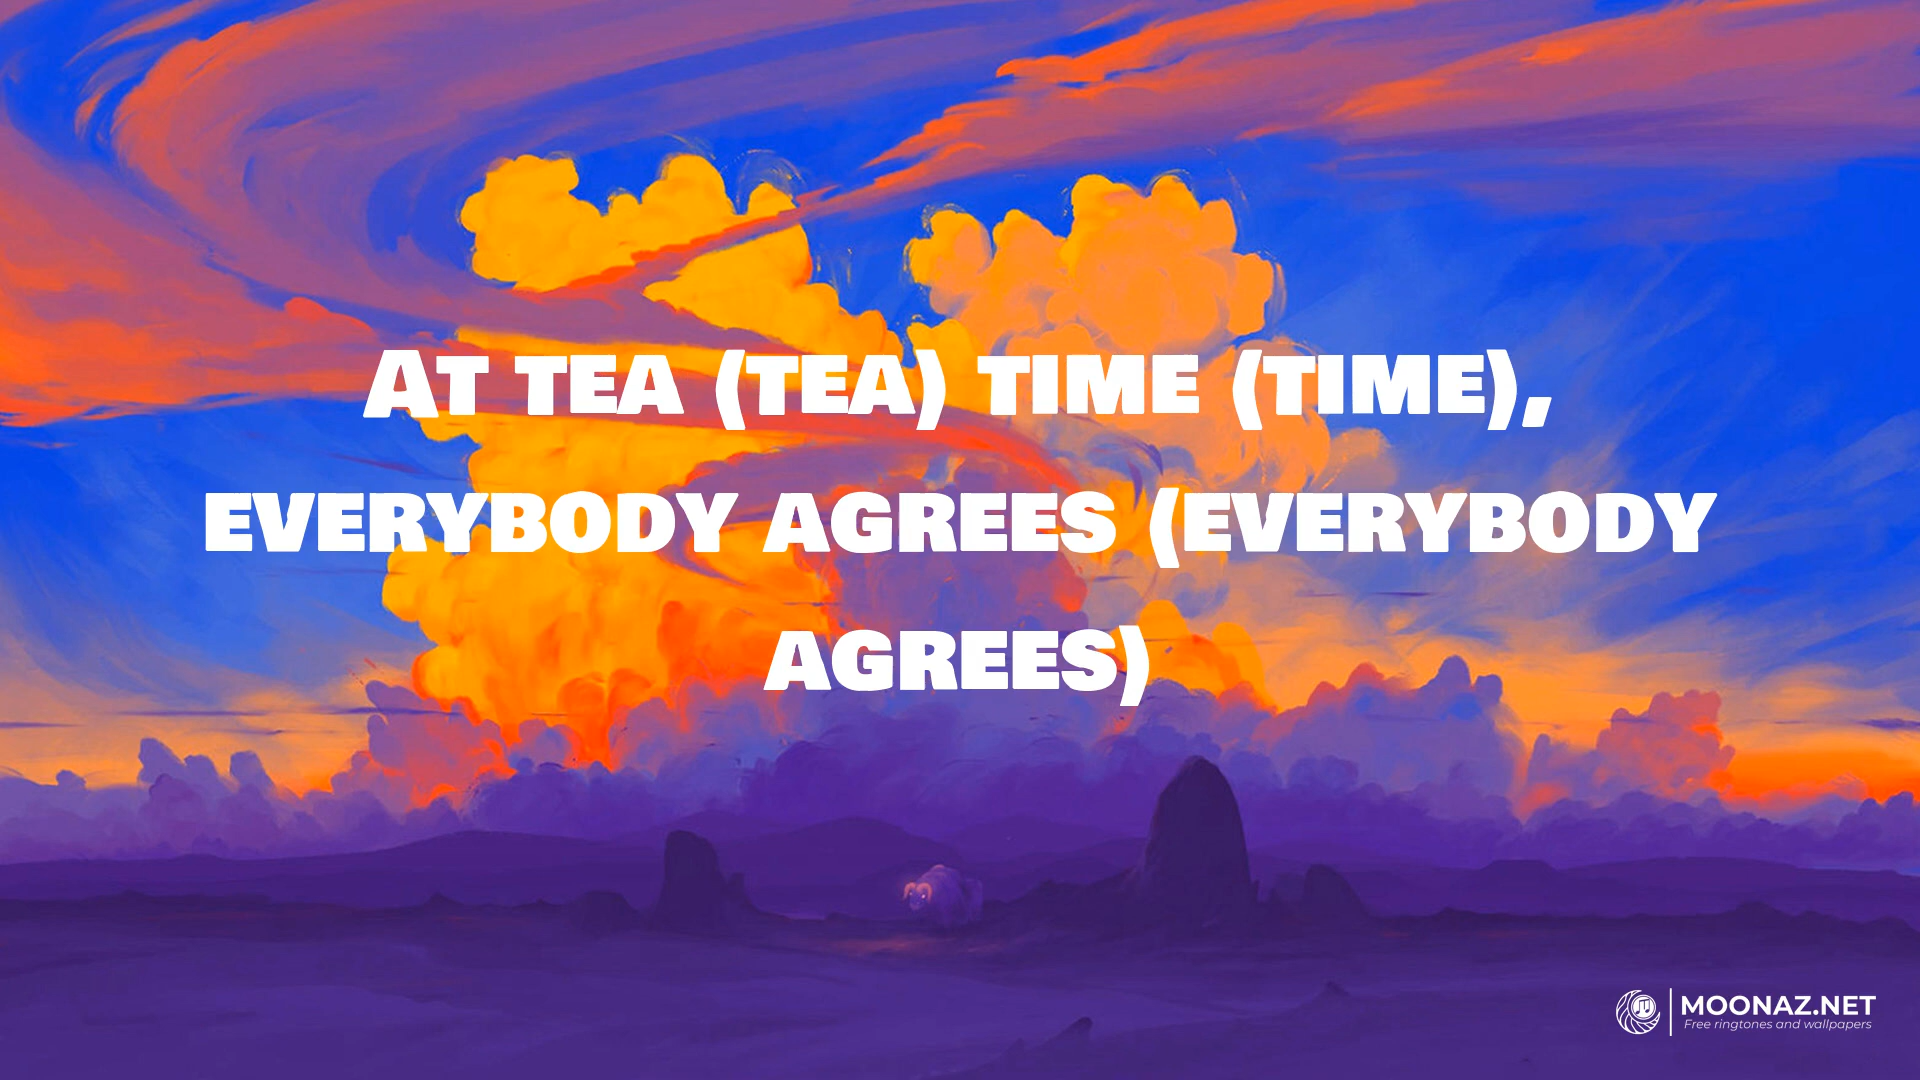 At tea (tea) time (time),
everybody agrees (everybody
agrees)
MOONAZ.NET
Free ringtones and wallpapers